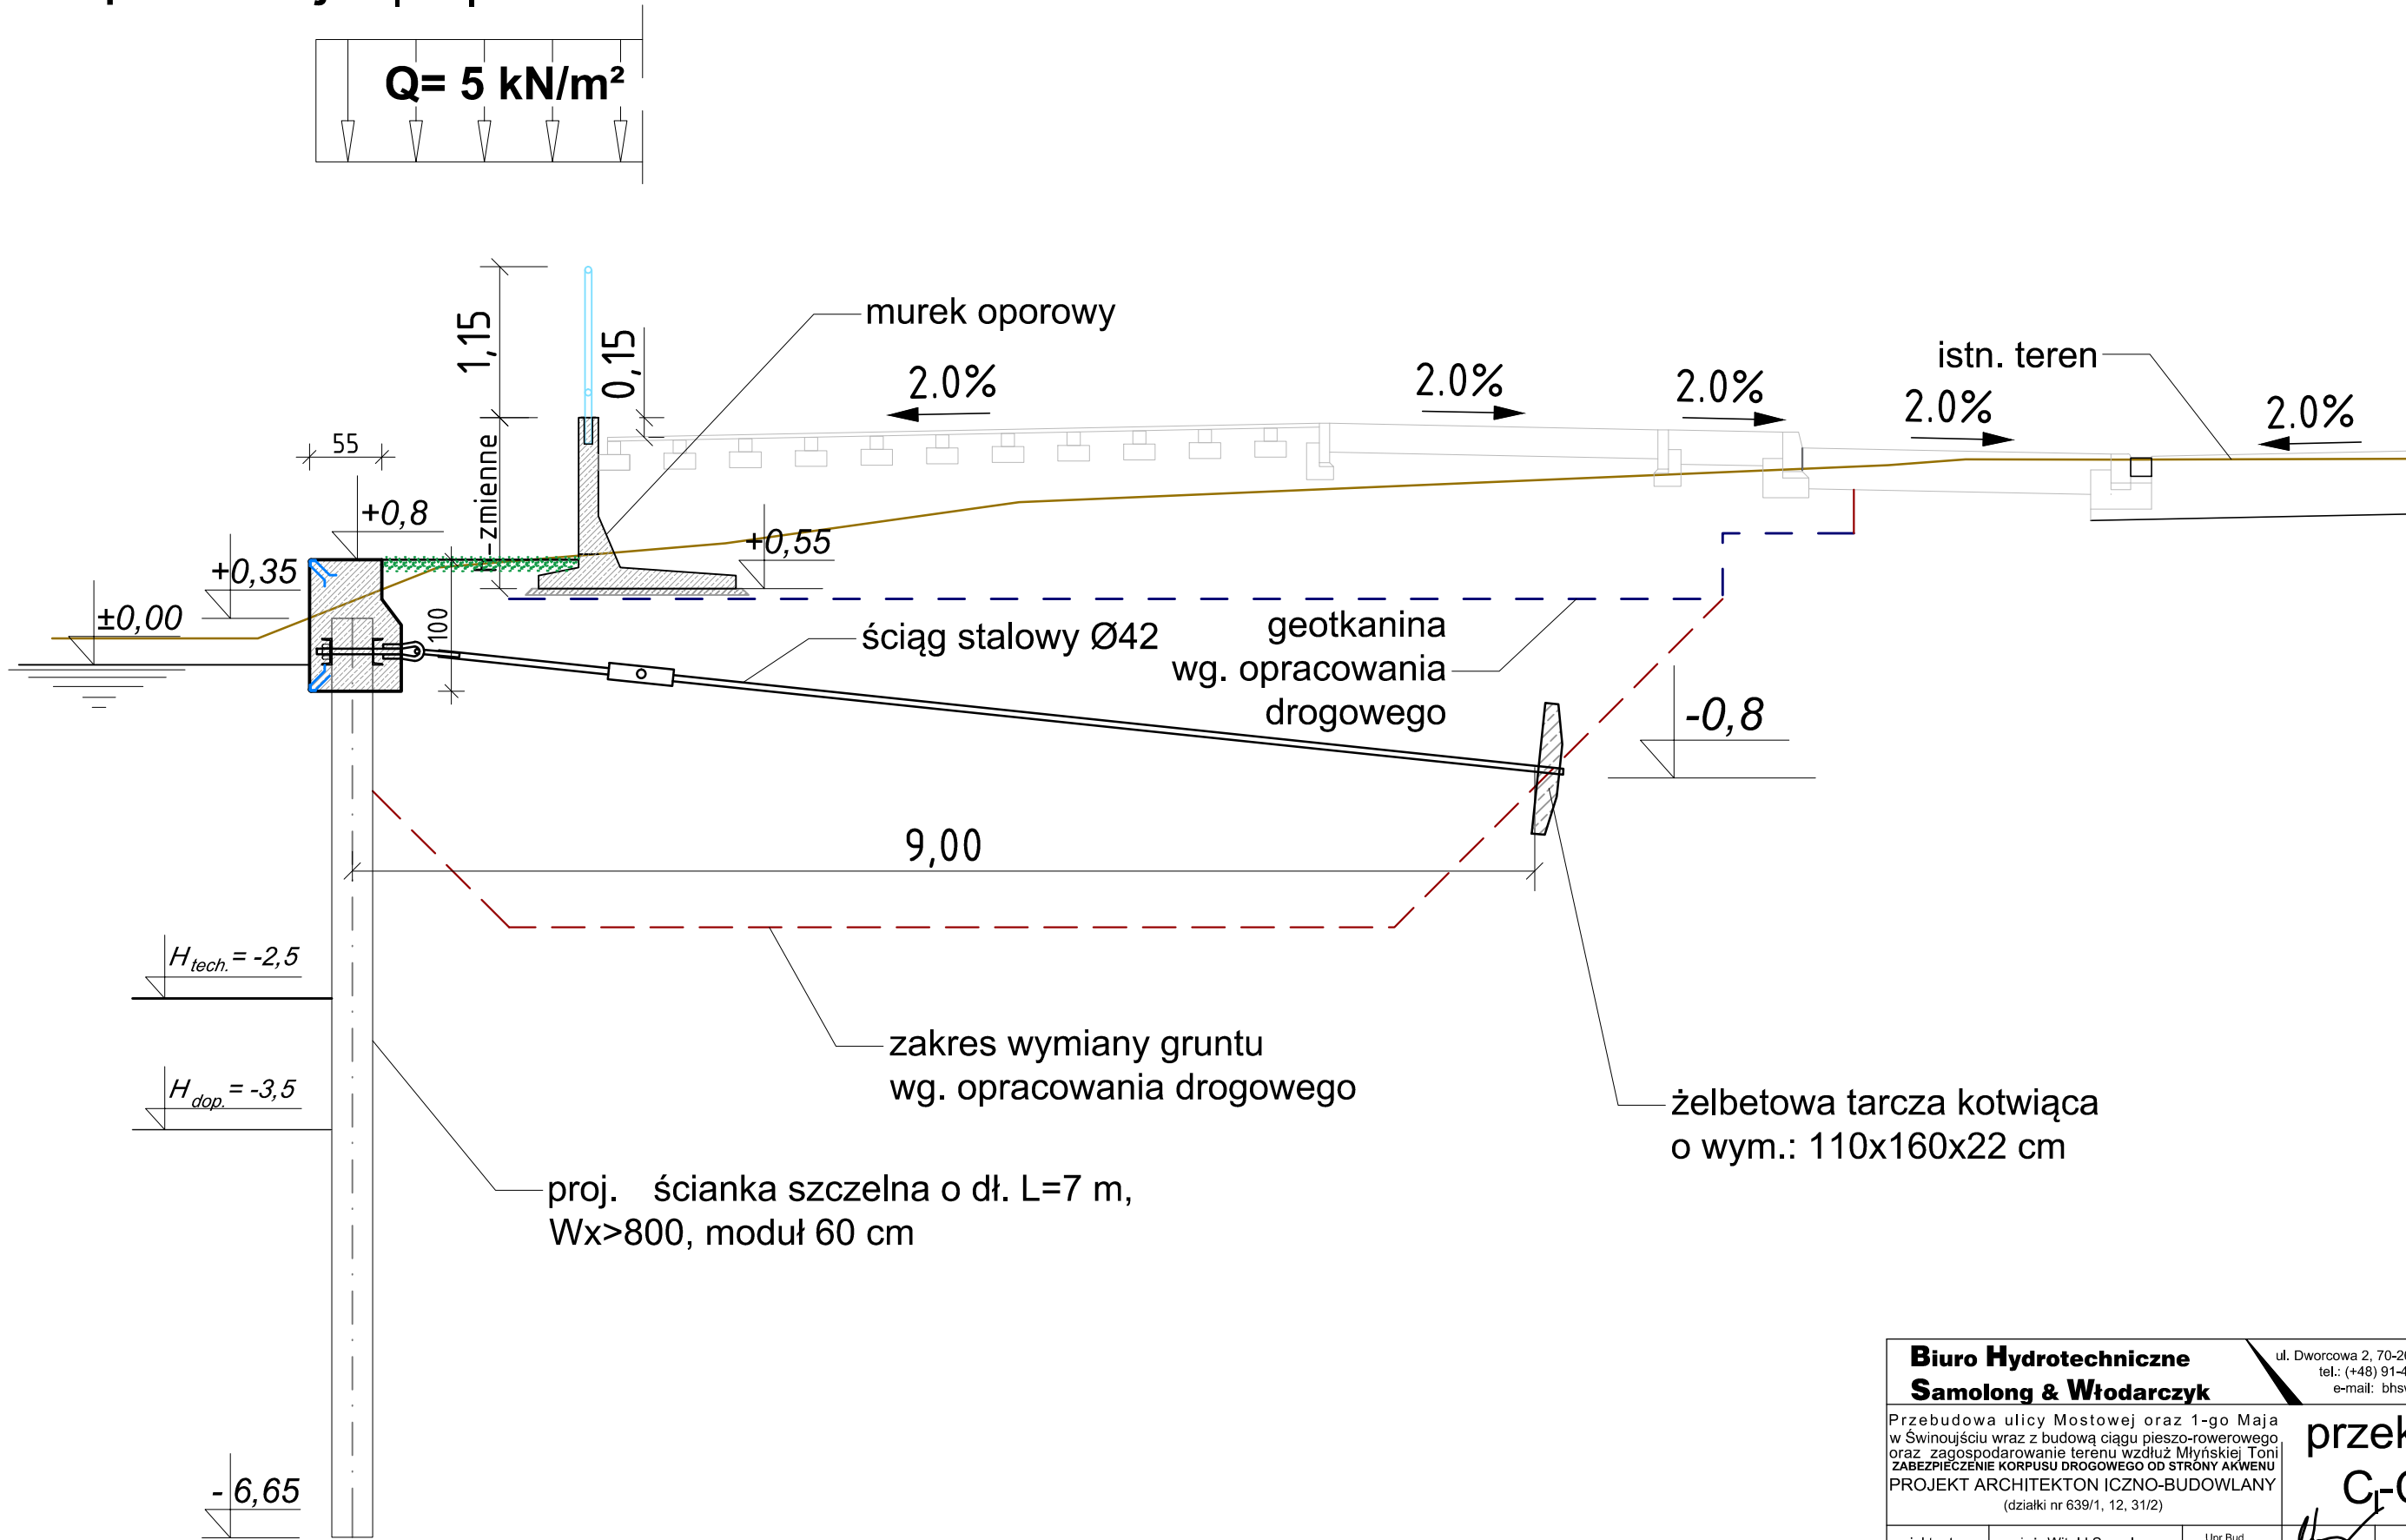 Q= 5 kN/m²
1,15
0,15
murek oporowy
2.0%
2.0%
2.0%
istn. teren
2.0%
2.0%
55
zmienne
+0,8
+0,55
+0,35
±0,00
100
ściąg stalowy Ø42
geotkanina
wg. opracowania
drogowego
-0,8
9,00
H tech. = -2,5
zakres wymiany gruntu
wg. opracowania drogowego
H dop. = -3,5
żelbetowa tarcza kotwiąca
o wym.: 110x160x22 cm
proj. ścianka szczelna o dł. L=7 m,
Wx>800, moduł 60 cm
- 6,65
Biuro Hydrotechniczne
Samolong & Włodarczyk
ul. Dworcowa 2,
tel.: (+48)
e-mail:
Przebudowa ulicy Mostowej oraz 1-go Maja
w Świnoujściu wraz z budową ciągu pieszo-rowerowego
oraz zagospodarowanie terenu wzdłuż Młyńskiej Toni
ZABEZPIECZENIE KORPUSU DROGOWEGO OD STRONY AKWENU
PROJEKT ARCHITEKTON ICZNO-BUDOWLANY
(działki nr 639/1, 12, 31/2)